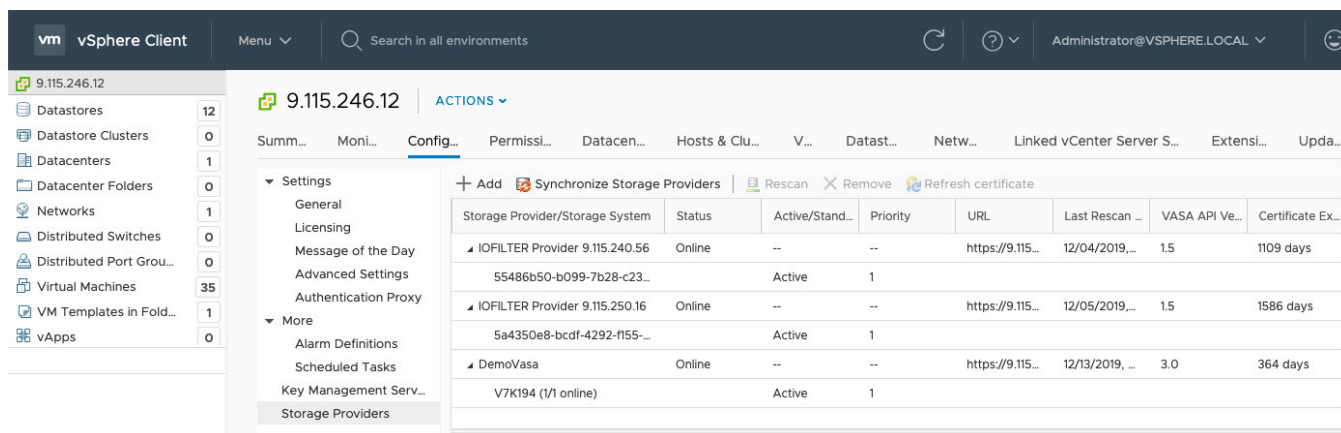 vm vSphere Client Menu Search in all environments Administrator@VSPHERE.LOCAL
9.115.246.12
Datastores 12
Datastore Clusters 0
Datacenters 1
Datacenter Folders 0
Networks 1
Distributed Switches 0
Distributed Port Grou... 0
Virtual Machines 35
VM Templates in Fold... 1
vApps 0
9.115.246.12 ACTIONS
Summ... Moni... Config... Permissi... Datacen... Hosts & Clu... V... Datast... Netw... Linked vCenter Server S... Extensi... Upda...
Settings
General
Licensing
Message of the Day
Advanced Settings
Authentication Proxy
More
Alarm Definitions
Scheduled Tasks
Key Management Serv...
Storage Providers
Add Synchronize Storage Providers Rescan Remove Refresh certificate
Storage Provider/Storage System Status Active/Stand... Priority URL Last Rescan ... VASA API Ve... Certificate Ex...
IOFILTER Provider 9.115.240.56 Online -- -- https://9.115... 12/04/2019,... 1.5 1109 days
55486b50-b099-7b28-c23... Active 1
IOFILTER Provider 9.115.250.16 Online -- -- https://9.115... 12/05/2019,... 1.5 1586 days
5a4350e8-bcdf-4292-f155-... Active 1
DemoVasa Online -- -- https://9.115... 12/13/2019, ... 3.0 364 days
V7K194 (1/1 online) Active 1